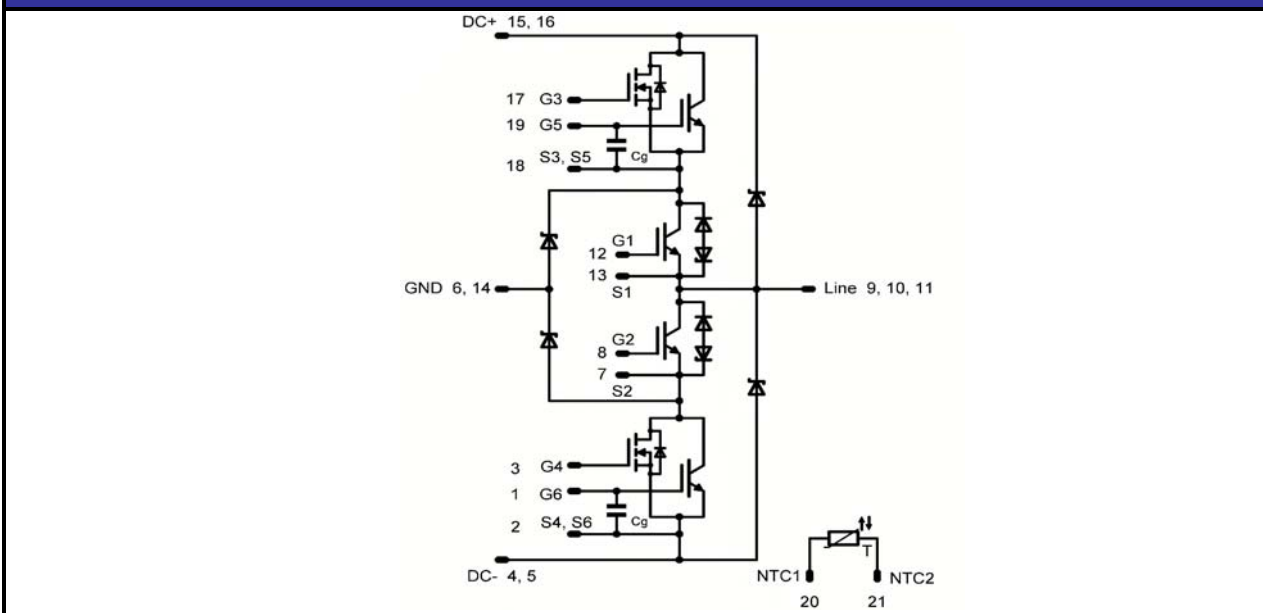 DC+ 15, 16
17 G3
19 G5
Cg
18 S3, S5
G1
12
13
S1
GND 6, 14
Line 9, 10, 11
G2
8
7
S2
3 G4
1 G6
Cg
2 S4, S6
T
DC- 4, 5
NTC1
NTC2
20
21